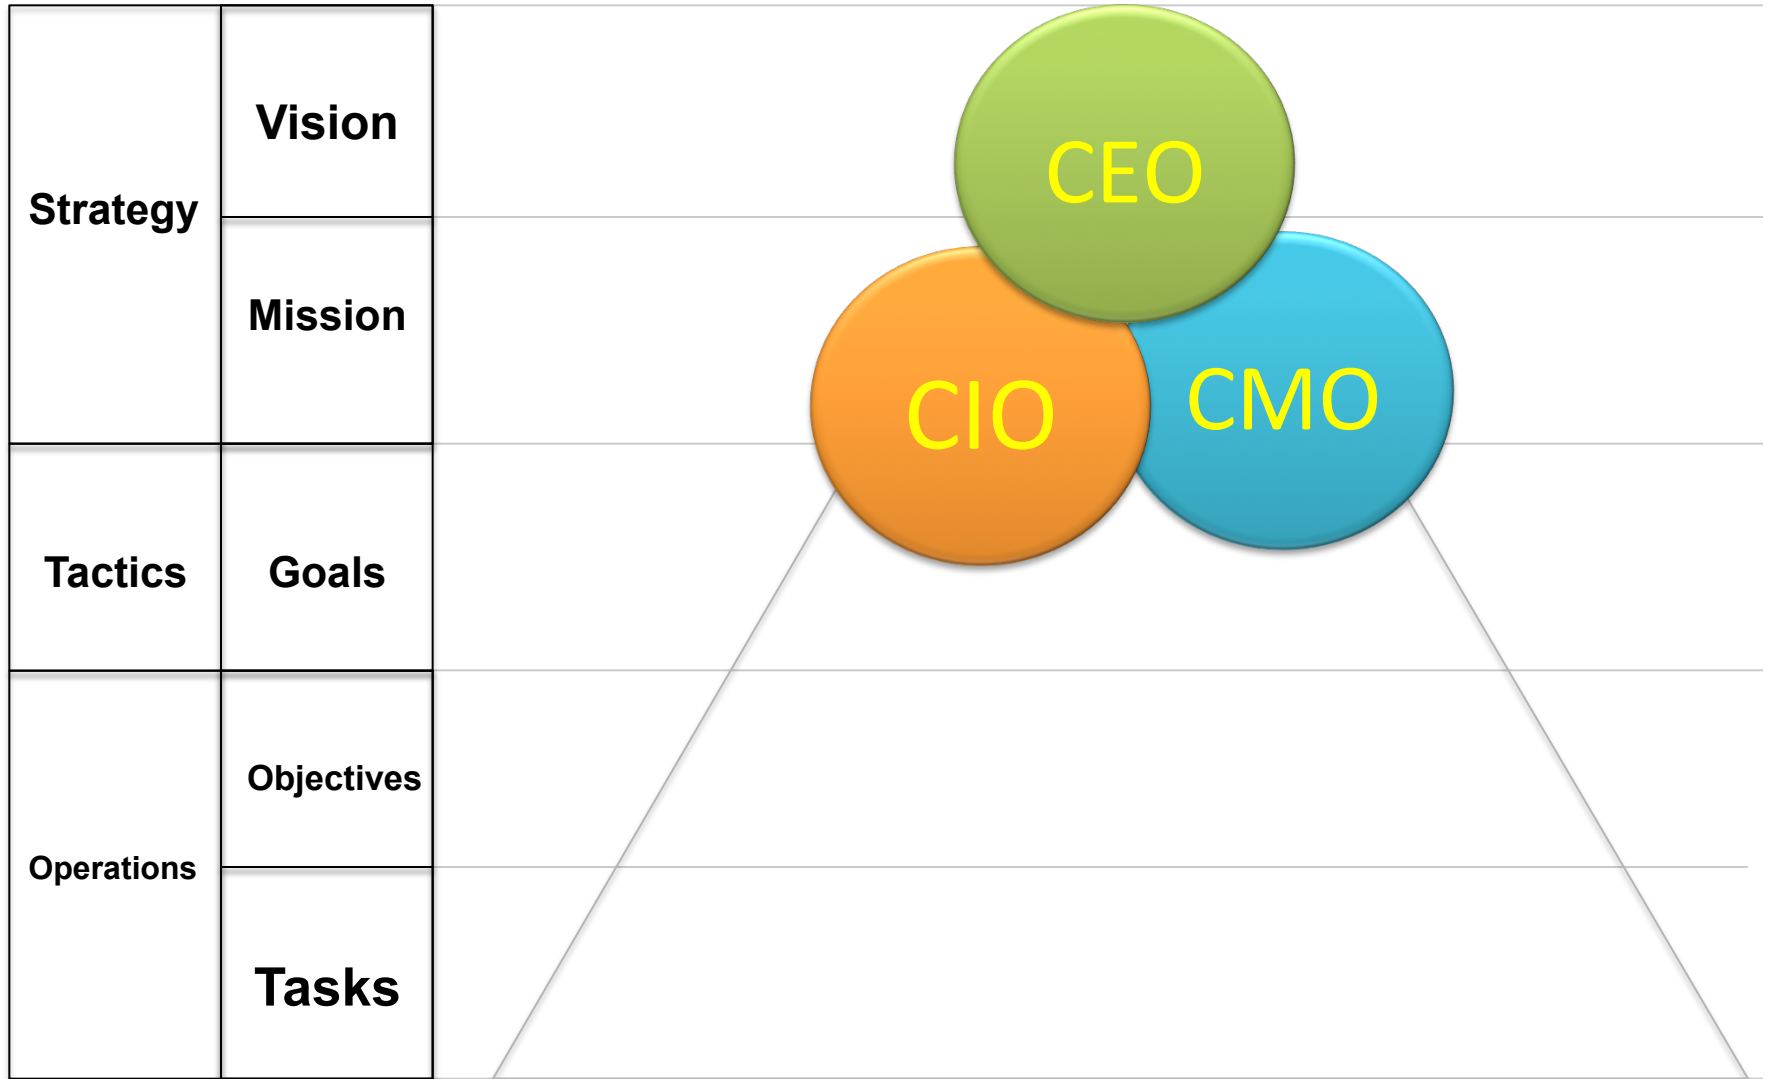 Strategy
Vision
Mission
Tactics
Goals
Operations
Objectives
Tasks
CEO
CIO
CMO